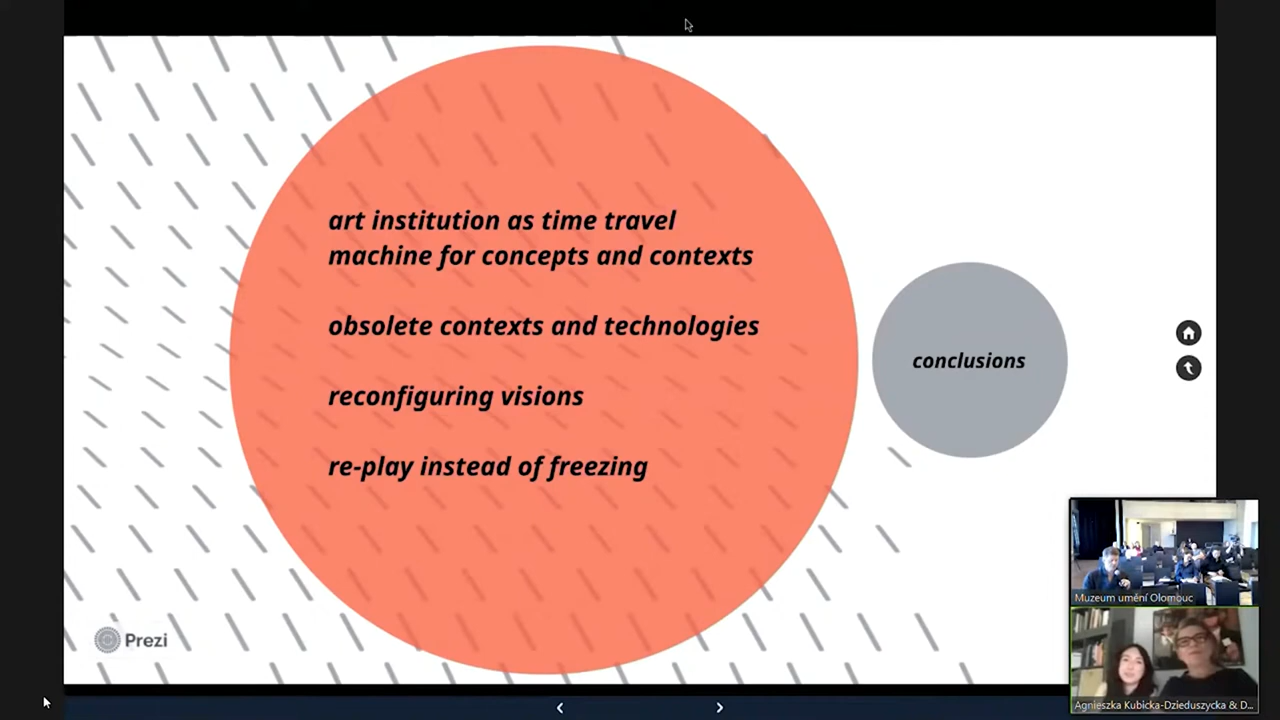 art institution as time travel
machine for concepts and contexts
obsolete contexts and technologies
reconfiguring visions
re-play instead of freezing
conclusions
Prezi
Muzeum umění Olomouc
Agnieszka Kubicka-Dzieduszycka & D...